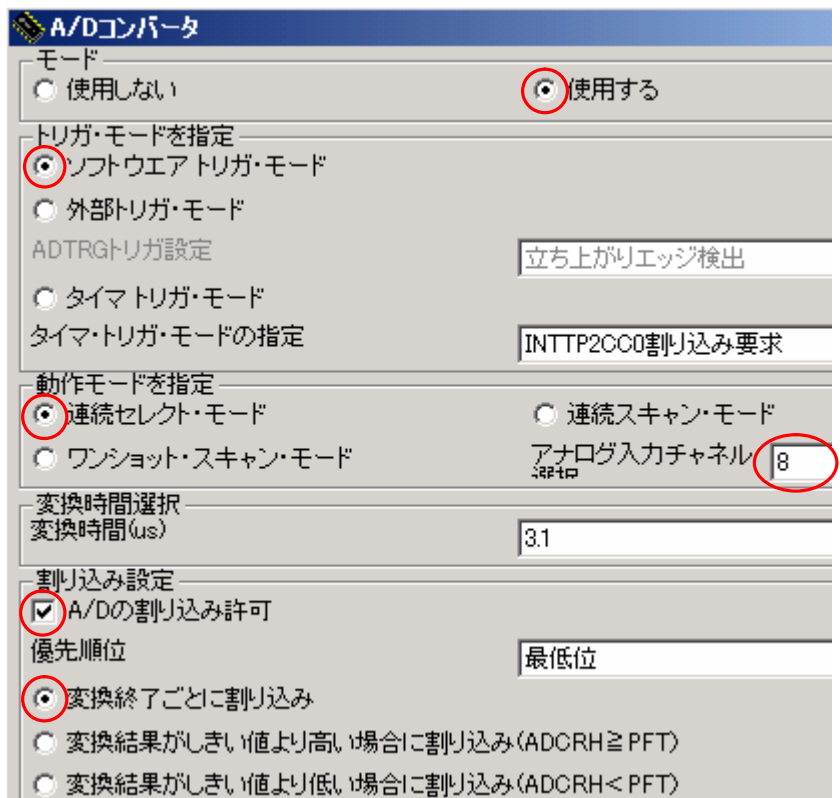 A/Dコンバータ
モード
使用しない 使用する
トリガ・モードを指定
ソフトウエア トリガ・モード
外部トリガ・モード
ADTRGトリガ設定 立ち上がりエッジ検出
タイマ トリガ・モード
タイマ・トリガ・モードの指定 INTTP2CC0割り込み要求
動作モードを指定
連続セレクト・モード 連続スキャン・モード
ワンショット・スキャン・モード アナログ入力チャネル 8
選択
変換時間選択
変換時間(us) 3.1
割り込み設定
A/Dの割り込み許可
優先順位 最低位
変換終了ごとに割り込み
変換結果がしきい値より高い場合に割り込み(ADCRH≧PFT)
変換結果がしきい値より低い場合に割り込み(ADCRH<PFT)